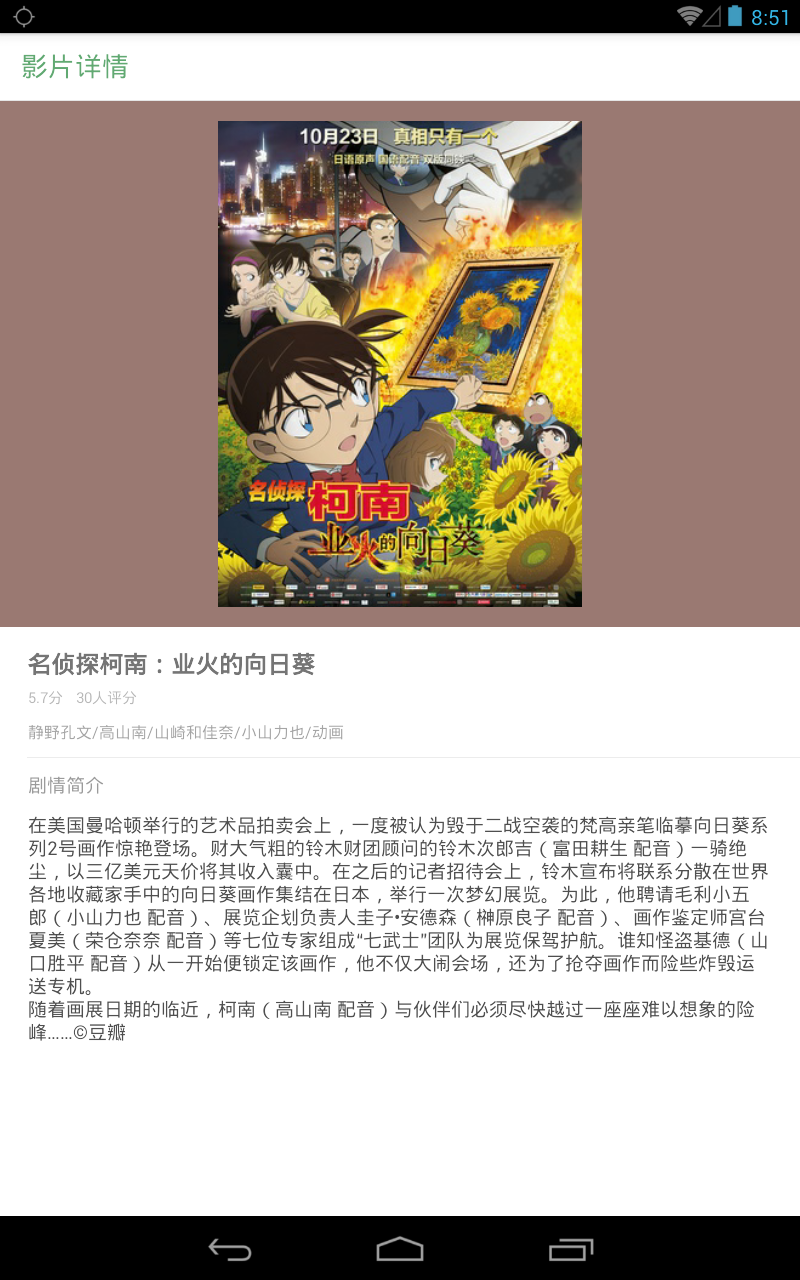 8:51
影片详情
10月23日 真相只有一个
日语原声 国语配音 双版同映
名侦探
柯南
业火的向日葵
名侦探柯南：业火的向日葵
5.7分 30人评分
静野孔文/高山南/山崎和佳奈/小山力也/动画
剧情简介
在美国曼哈顿举行的艺术品拍卖会上，一度被认为毁于二战空袭的梵高亲笔临摹向日葵系
列2号画作惊艳登场。财大气粗的铃木财团顾问的铃木次郎吉（富田耕生 配音）一骑绝
尘，以三亿美元天价将其收入囊中。在之后的记者招待会上，铃木宣布将联系分散在世界
各地收藏家手中的向日葵画作集结在日本，举行一次梦幻展览。为此，他聘请毛利小五
郎（小山力也 配音）、展览企划负责人圭子•安德森（榊原良子 配音）、画作鉴定师宫台
夏美（荣仓奈奈 配音）等七位专家组成“七武士”团队为展览保驾护航。谁知怪盗基德（山
口胜平 配音）从一开始便锁定该画作，他不仅大闹会场，还为了抢夺画作而险些炸毁运
送专机。
随着画展日期的临近，柯南（高山南 配音）与伙伴们必须尽快越过一座座难以想象的险
峰……©豆瓣